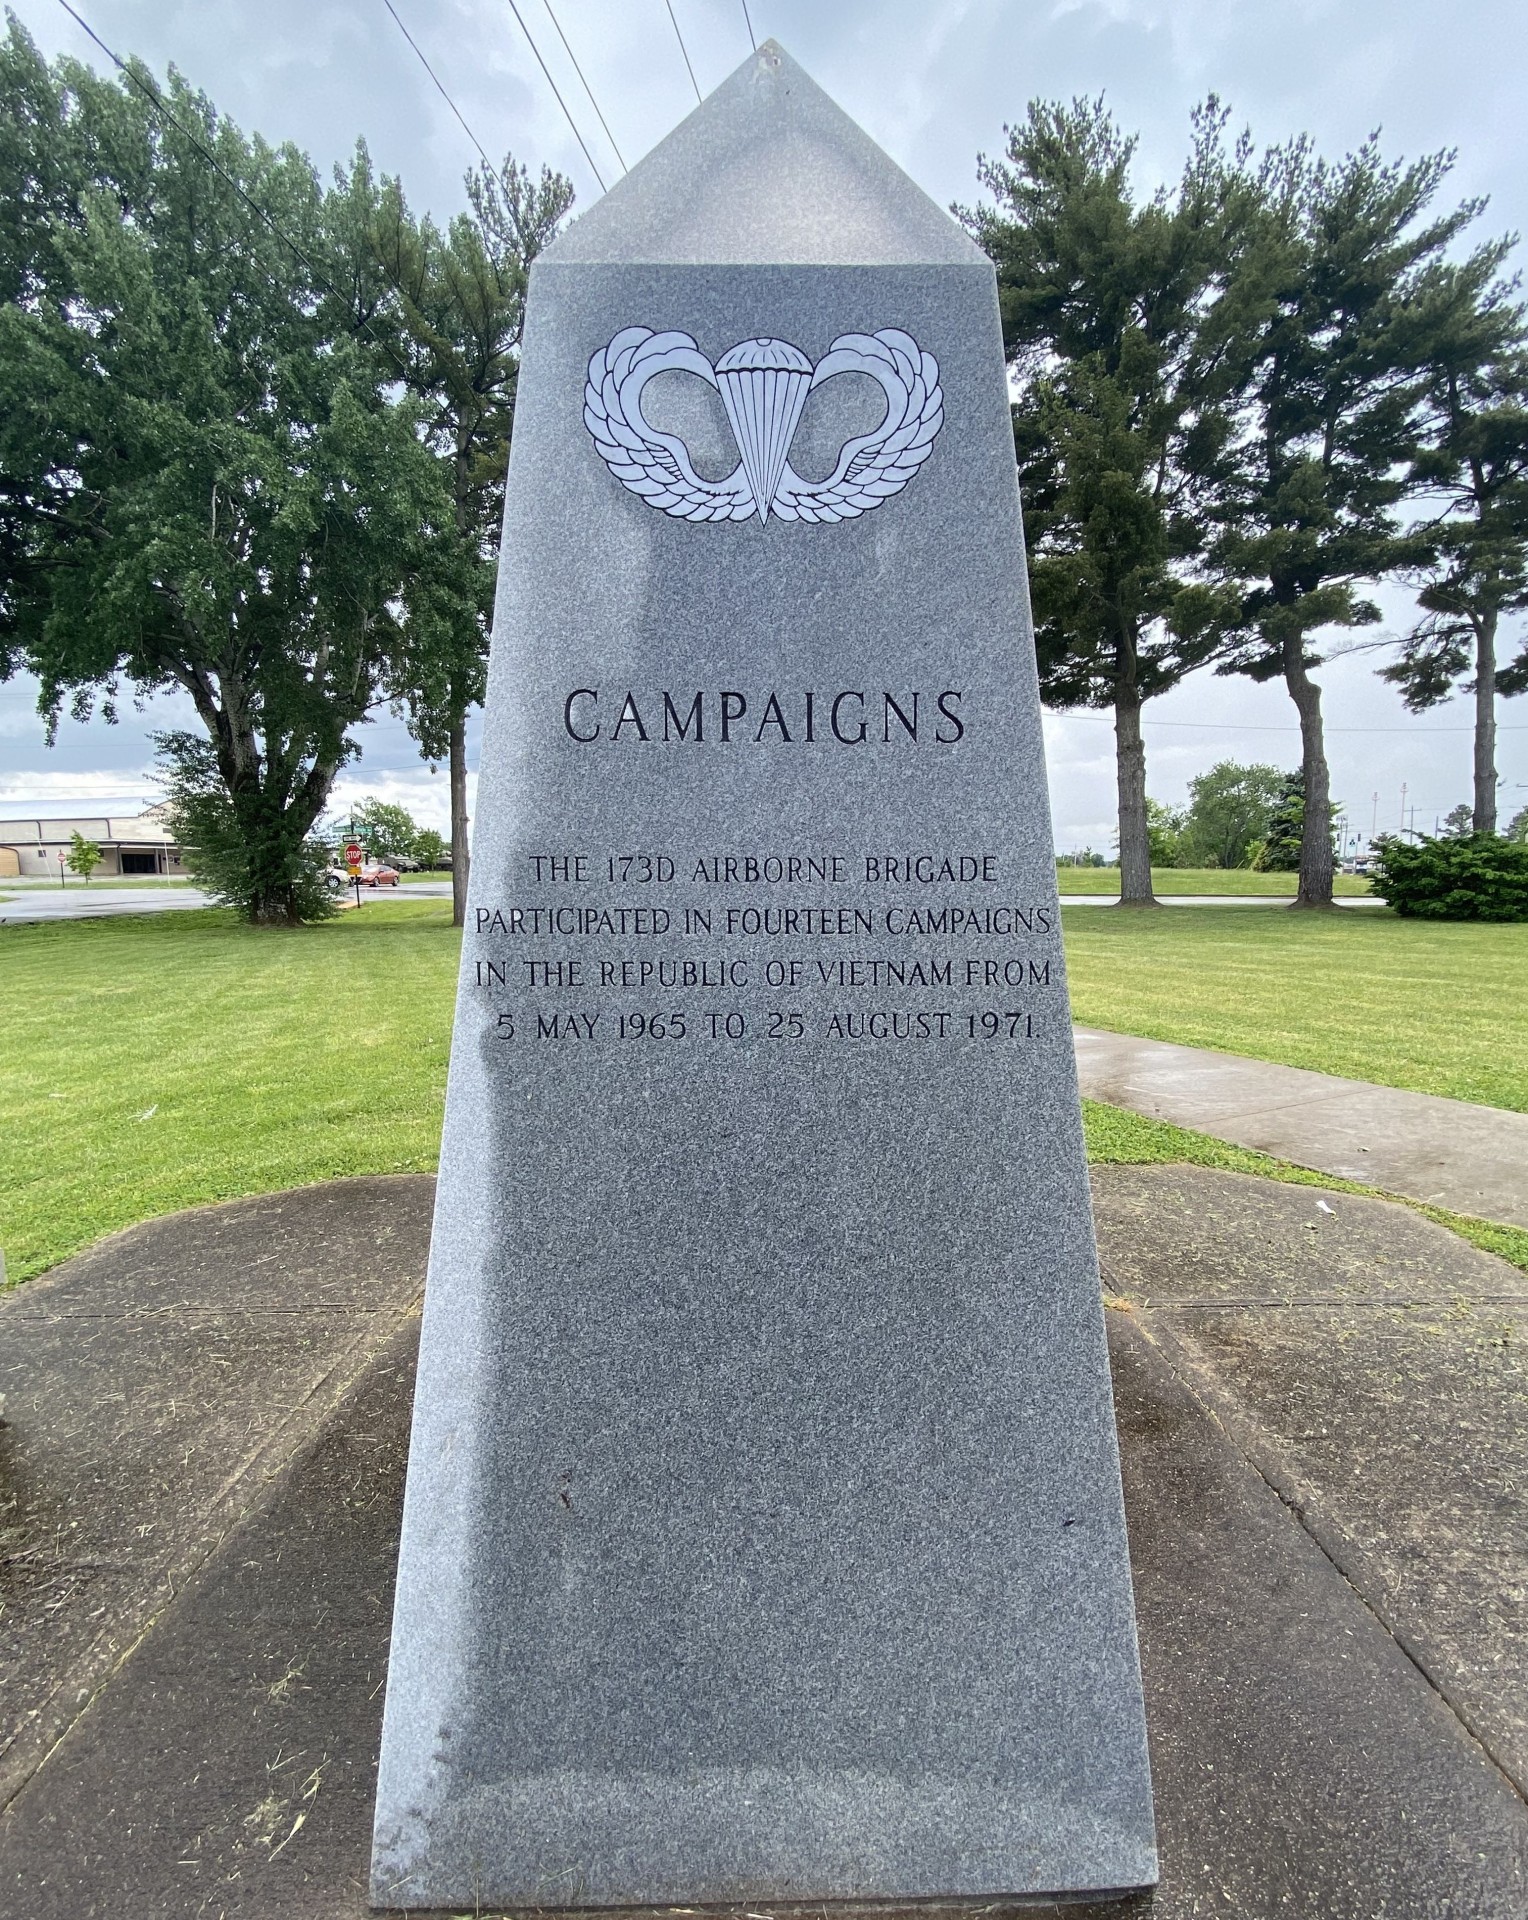 CAMPAIGNS
THE 173D AIRBORNE BRIGADE
PARTICIPATED IN FOURTEEN CAMPAIGNS
IN THE REPUBLIC OF VIETNAM FROM
5 MAY 1965 TO 25 AUGUST 1971.
STOP